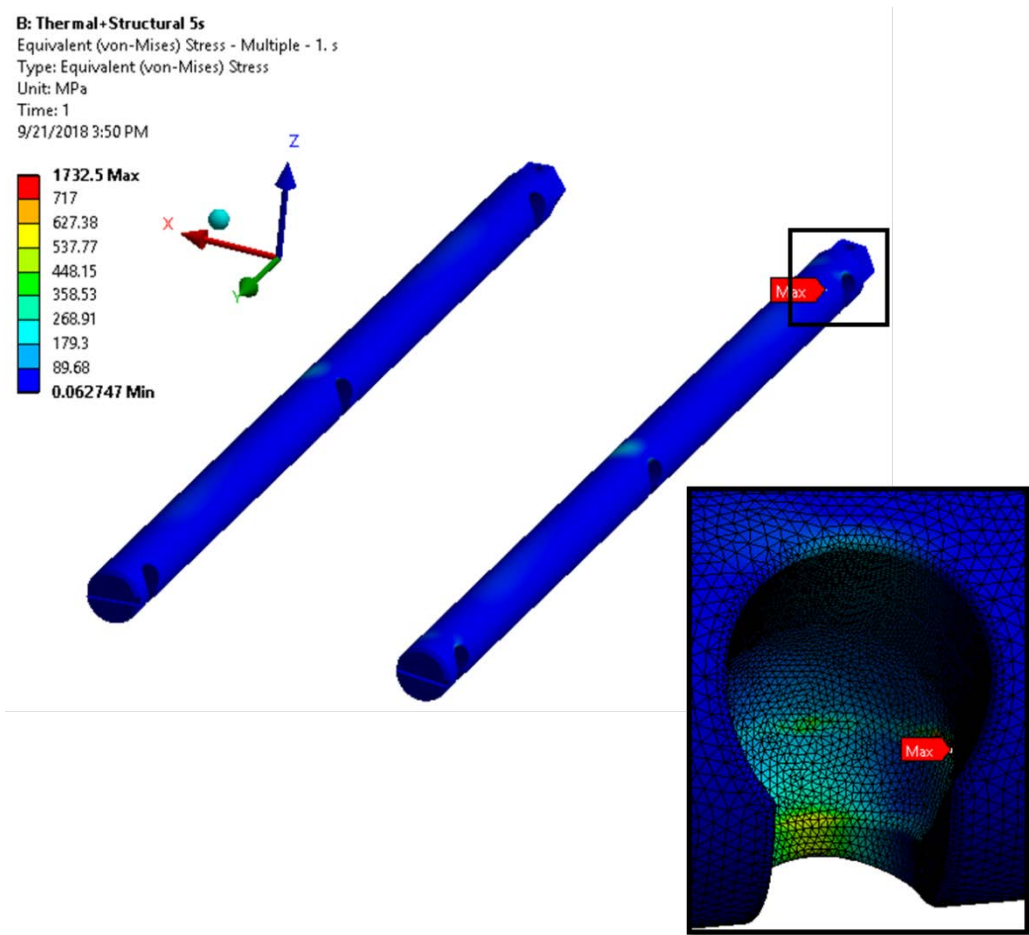 B: Thermal+Structural 5s
Equivalent (von-Mises) Stress - Multiple - 1. s
Type: Equivalent (von-Mises) Stress
Unit: MPa
Time: 1
9/21/2018 3:50 PM
1732.5 Max
717
627.38
537.77
448.15
358.53
268.91
179.3
89.68
0.062747 Min
Z
X
Y
Max
Max